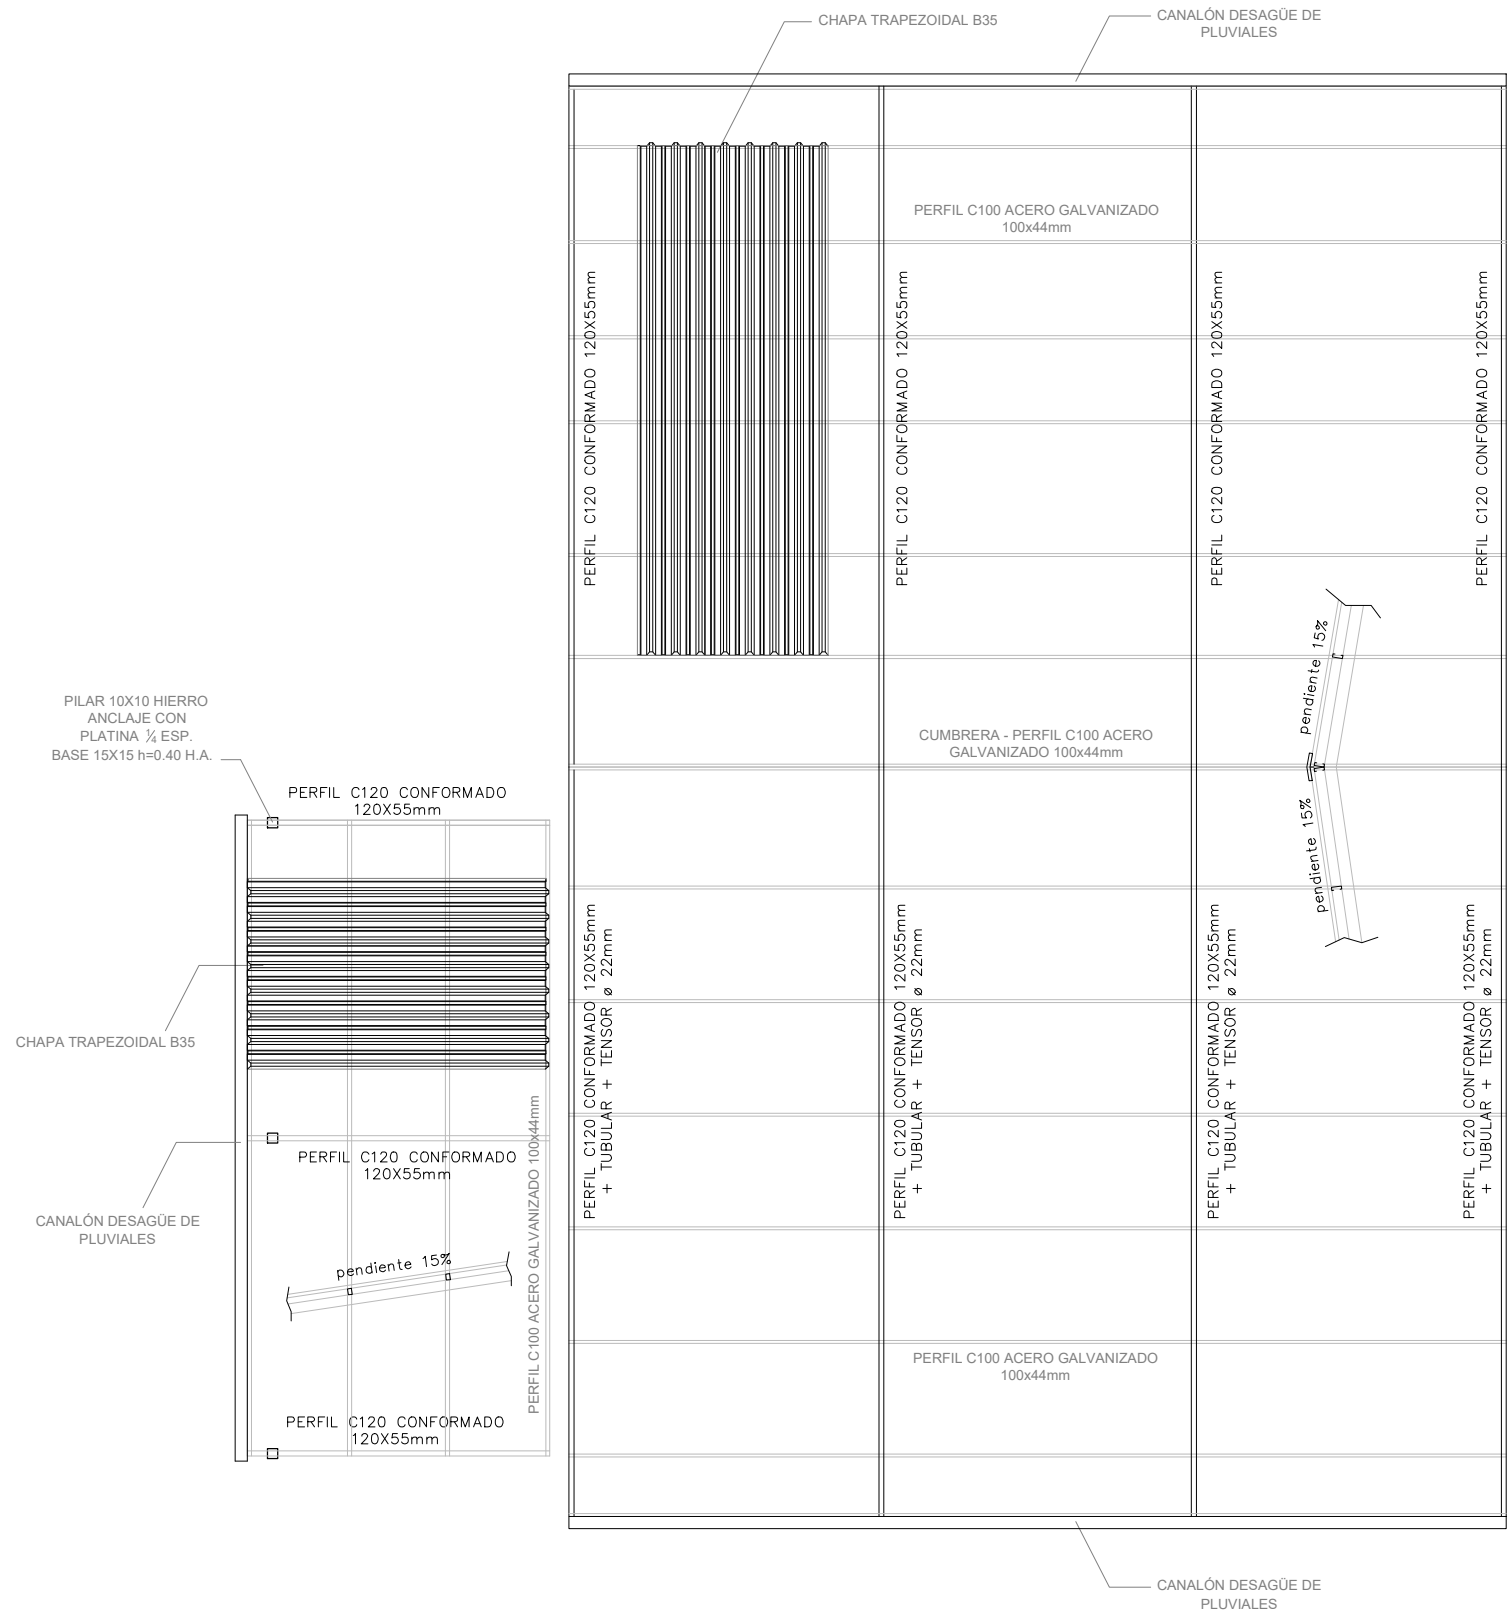 CHAPA TRAPEZOIDAL B35
CANALÓN DESAGÜE DE
PLUVIALES
PERFIL C100 ACERO GALVANIZADO
100x44mm
PERFIL C120 CONFORMADO 120X55mm
PERFIL C120 CONFORMADO 120X55mm
PERFIL C120 CONFORMADO 120X55mm
PERFIL C120 CONFORMADO 120X55mm
pendiente 15%
pendiente 15%
CUMBRERA - PERFIL C100 ACERO
GALVANIZADO 100x44mm
PILAR 10X10 HIERRO
ANCLAJE CON
PLATINA ¼ ESP.
BASE 15X15 h=0.40 H.A.
PERFIL C120 CONFORMADO
120X55mm
CHAPA TRAPEZOIDAL B35
PERFIL C120 CONFORMADO
120X55mm
CANALÓN DESAGÜE DE
PLUVIALES
pendiente 15%
PERFIL C100 ACERO GALVANIZADO 100x44mm
PERFIL C120 CONFORMADO
120X55mm
PERFIL C120 CONFORMADO 120X55mm
+ TUBULAR + TENSOR ø 22mm
PERFIL C120 CONFORMADO 120X55mm
+ TUBULAR + TENSOR ø 22mm
PERFIL C120 CONFORMADO 120X55mm
+ TUBULAR + TENSOR ø 22mm
PERFIL C120 CONFORMADO 120X55mm
+ TUBULAR + TENSOR ø 22mm
PERFIL C100 ACERO GALVANIZADO
100x44mm
CANALÓN DESAGÜE DE
PLUVIALES